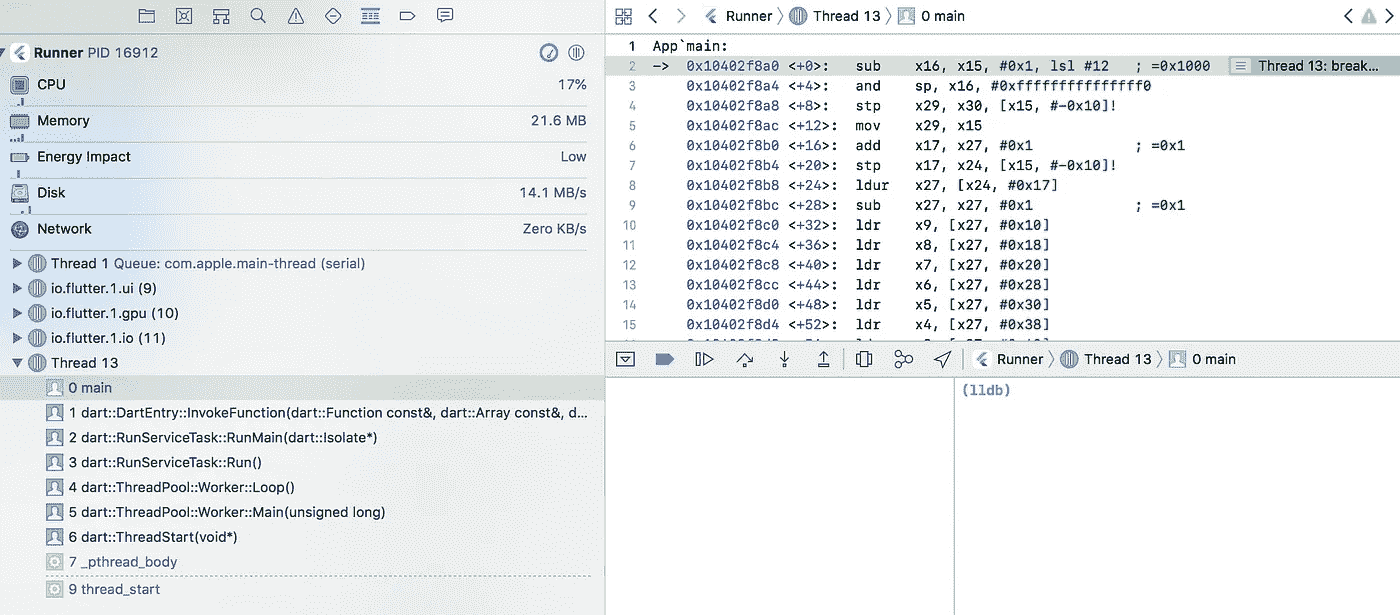 Runner PID 16912
CPU 17%
Memory 21.6 MB
Energy Impact Low
Disk 14.1 MB/s
Network Zero KB/s
Thread 1 Queue: com.apple.main-thread (serial)
io.flutter.1.ui (9)
io.flutter.1.gpu (10)
io.flutter.1.io (11)
Thread 13
0 main
1 dart::DartEntry::InvokeFunction(dart::Function const&, dart::Array const&, d...
2 dart::RunServiceTask::RunMain(dart::Isolate*)
3 dart::RunServiceTask::Run()
4 dart::ThreadPool::Worker::Loop()
5 dart::ThreadPool::Worker::Main(unsigned long)
6 dart::ThreadStart(void*)
7 _pthread_body
9 thread_start
Runner Thread 13 0 main
1 App`main:
2 -> 0x10402f8a0 <+0>: sub x16, x15, #0x1, lsl #12 ; =0x1000 Thread 13: break...
3 0x10402f8a4 <+4>: and sp, x16, #0xfffffffffffffff0
4 0x10402f8a8 <+8>: stp x29, x30, [x15, #-0x10]!
5 0x10402f8ac <+12>: mov x29, x15
6 0x10402f8b0 <+16>: add x17, x27, #0x1 ; =0x1
7 0x10402f8b4 <+20>: stp x17, x24, [x15, #-0x10]!
8 0x10402f8b8 <+24>: ldur x27, [x24, #0x17]
9 0x10402f8bc <+28>: sub x27, x27, #0x1 ; =0x1
10 0x10402f8c0 <+32>: ldr x9, [x27, #0x10]
11 0x10402f8c4 <+36>: ldr x8, [x27, #0x18]
12 0x10402f8c8 <+40>: ldr x7, [x27, #0x20]
13 0x10402f8cc <+44>: ldr x6, [x27, #0x28]
14 0x10402f8d0 <+48>: ldr x5, [x27, #0x30]
15 0x10402f8d4 <+52>: ldr x4, [x27, #0x38]
Runner Thread 13 0 main
(lldb)